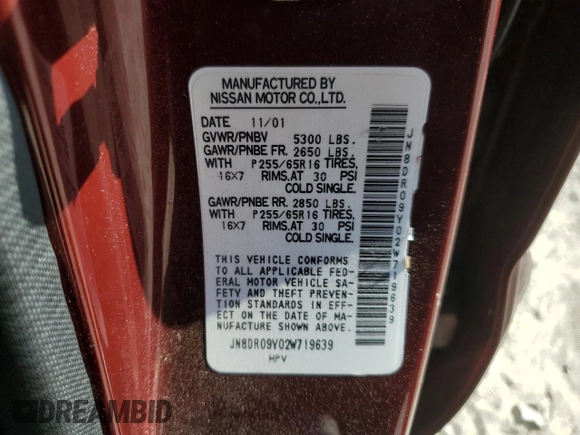 MANUFACTURED BY
NISSAN MOTOR CO.,LTD.
DATE 11/01
GVWR/PNBV 5300 LBS.
GAWR/PNBE FR. 2650 LBS.
WITH P255/65R16 TIRES,
16X7 RIMS.AT 30 PSI
COLD SINGLE.
GAWR/PNBE RR. 2850 LBS.
WITH P255/65R16 TIRES,
16X7 RIMS.AT 30 PSI
COLD SINGLE.
THIS VEHICLE CONFORMS
TO ALL APPLICABLE FED-
ERAL MOTOR VEHICLE SA-
FETY AND THEFT PREVEN-
TION STANDARDS IN EFF-
ECT ON THE DATE OF MA-
NUFACTURE SHOWN ABOVE.
JN8DR09Y02W719639
MPV
JN8DR09Y02W719639
DREAMBID